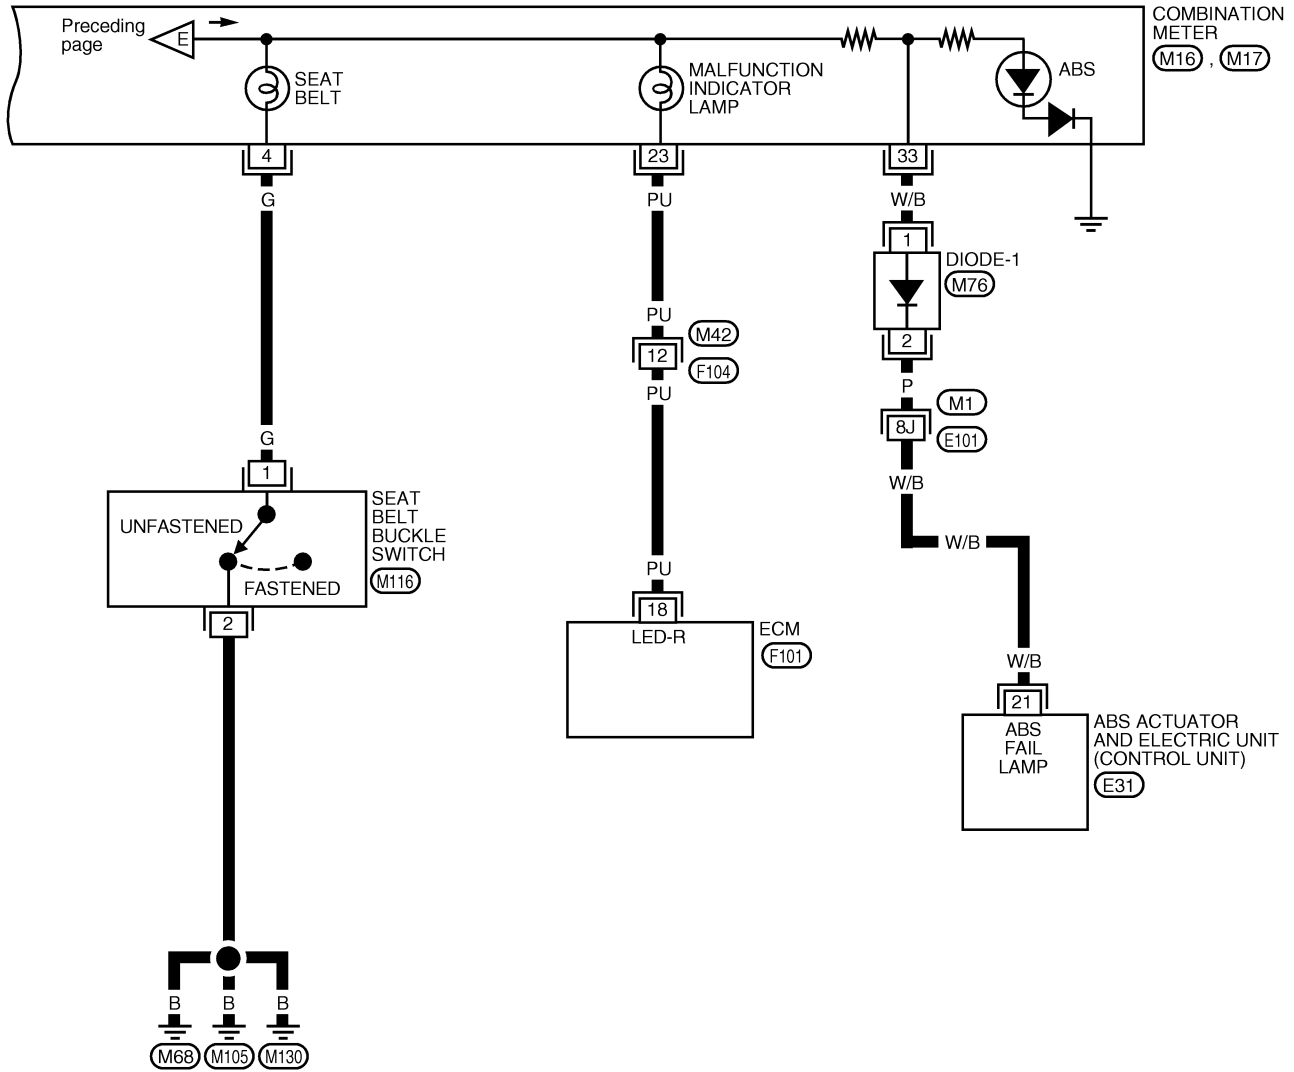 Preceding
page
E
COMBINATION
METER
M16 , M17
SEAT
BELT
MALFUNCTION
INDICATOR
LAMP
ABS
4
23
33
G
PU
W/B
1
DIODE-1
M76
PU
M42
12
F104
PU
2
P
M1
8J
E101
G
1
W/B
SEAT
BELT
BUCKLE
SWITCH
M116
UNFASTENED
FASTENED
W/B
PU
2
18
LED-R
ECM
F101
W/B
21
ABS
FAIL
LAMP
ABS ACTUATOR
AND ELECTRIC UNIT
(CONTROL UNIT)
E31
B
B
B
M68
M105
M130